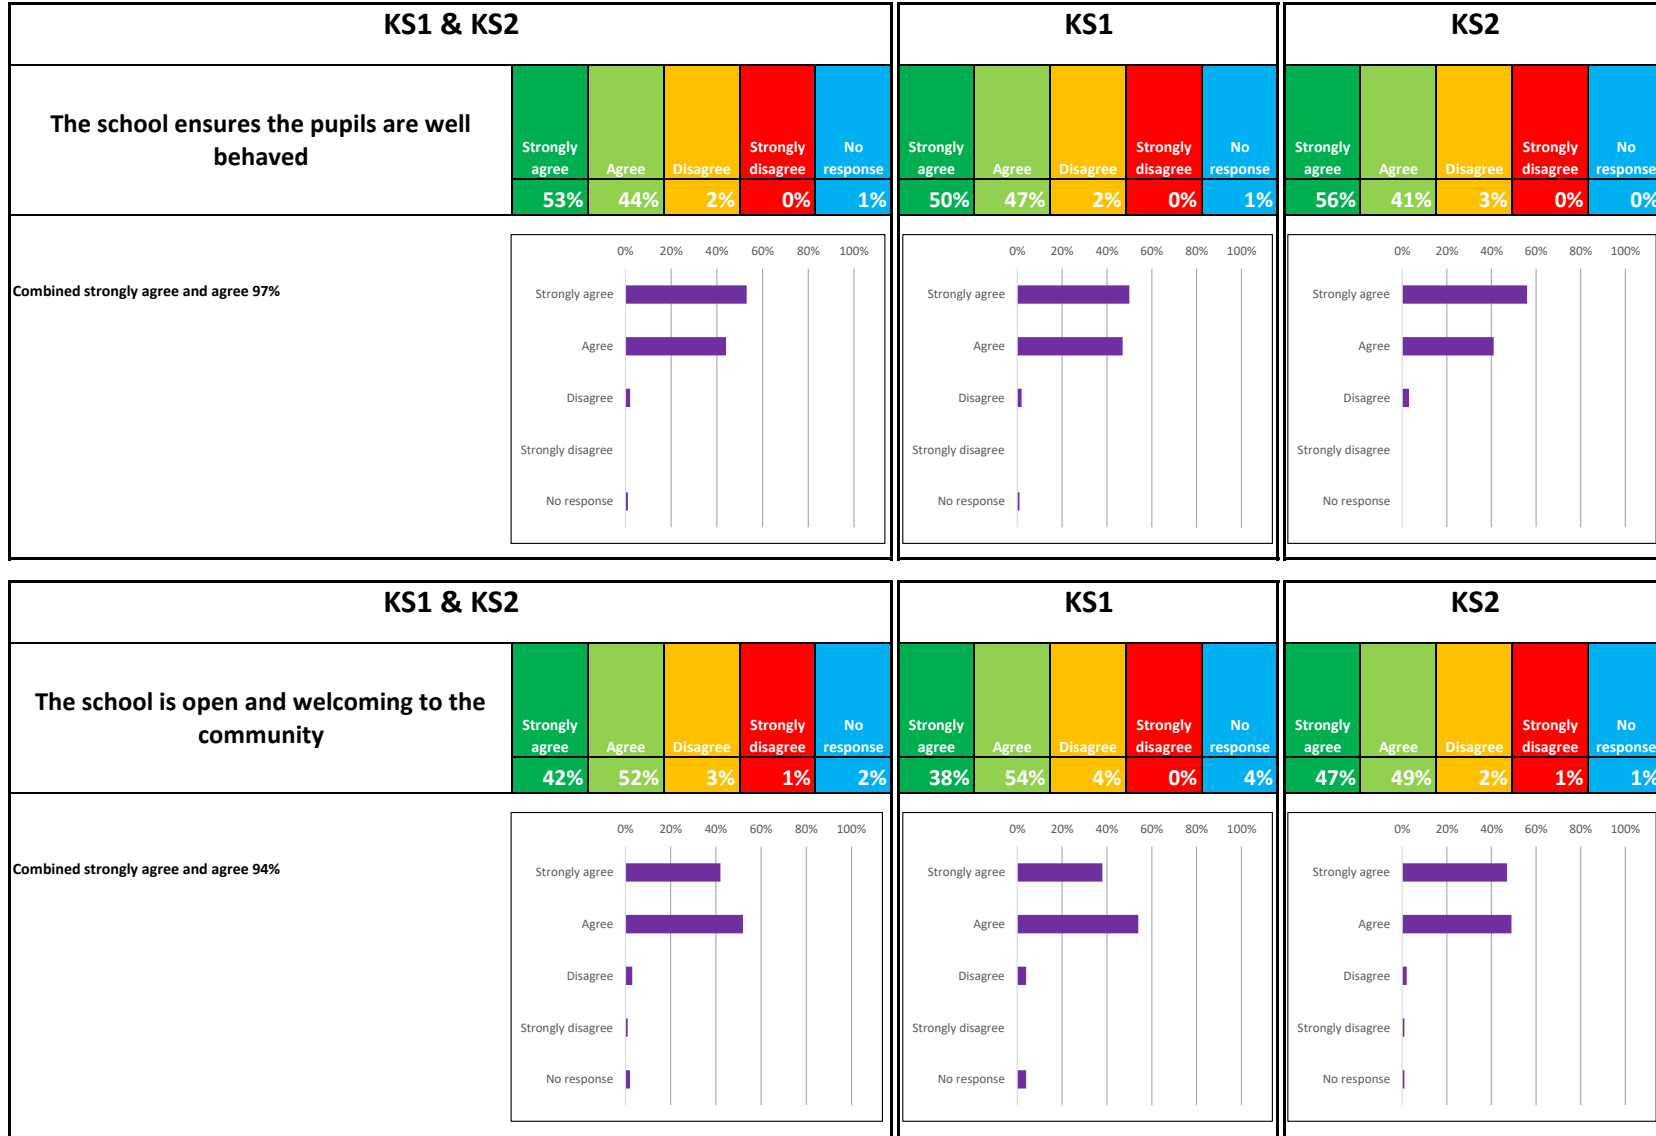 KS1 & KS2
KS1
KS2
The school ensures the pupils are well
behaved
Strongly agree Agree Disagree Strongly disagree No response
53% 44% 2% 0% 1%
Strongly agree Agree Disagree Strongly disagree No response
50% 47% 2% 0% 1%
Strongly agree Agree Disagree Strongly disagree No response
56% 41% 3% 0% 0%
Combined strongly agree and agree 97%
0% 20% 40% 60% 80% 100%
Strongly agree
Agree
Disagree
Strongly disagree
No response
0% 20% 40% 60% 80% 100%
Strongly agree
Agree
Disagree
Strongly disagree
No response
0% 20% 40% 60% 80% 100%
Strongly agree
Agree
Disagree
Strongly disagree
No response
KS1 & KS2
KS1
KS2
The school is open and welcoming to the
community
Strongly agree Agree Disagree Strongly disagree No response
42% 52% 3% 1% 2%
Strongly agree Agree Disagree Strongly disagree No response
38% 54% 4% 0% 4%
Strongly agree Agree Disagree Strongly disagree No response
47% 49% 2% 1% 1%
Combined strongly agree and agree 94%
0% 20% 40% 60% 80% 100%
Strongly agree
Agree
Disagree
Strongly disagree
No response
0% 20% 40% 60% 80% 100%
Strongly agree
Agree
Disagree
Strongly disagree
No response
0% 20% 40% 60% 80% 100%
Strongly agree
Agree
Disagree
Strongly disagree
No response